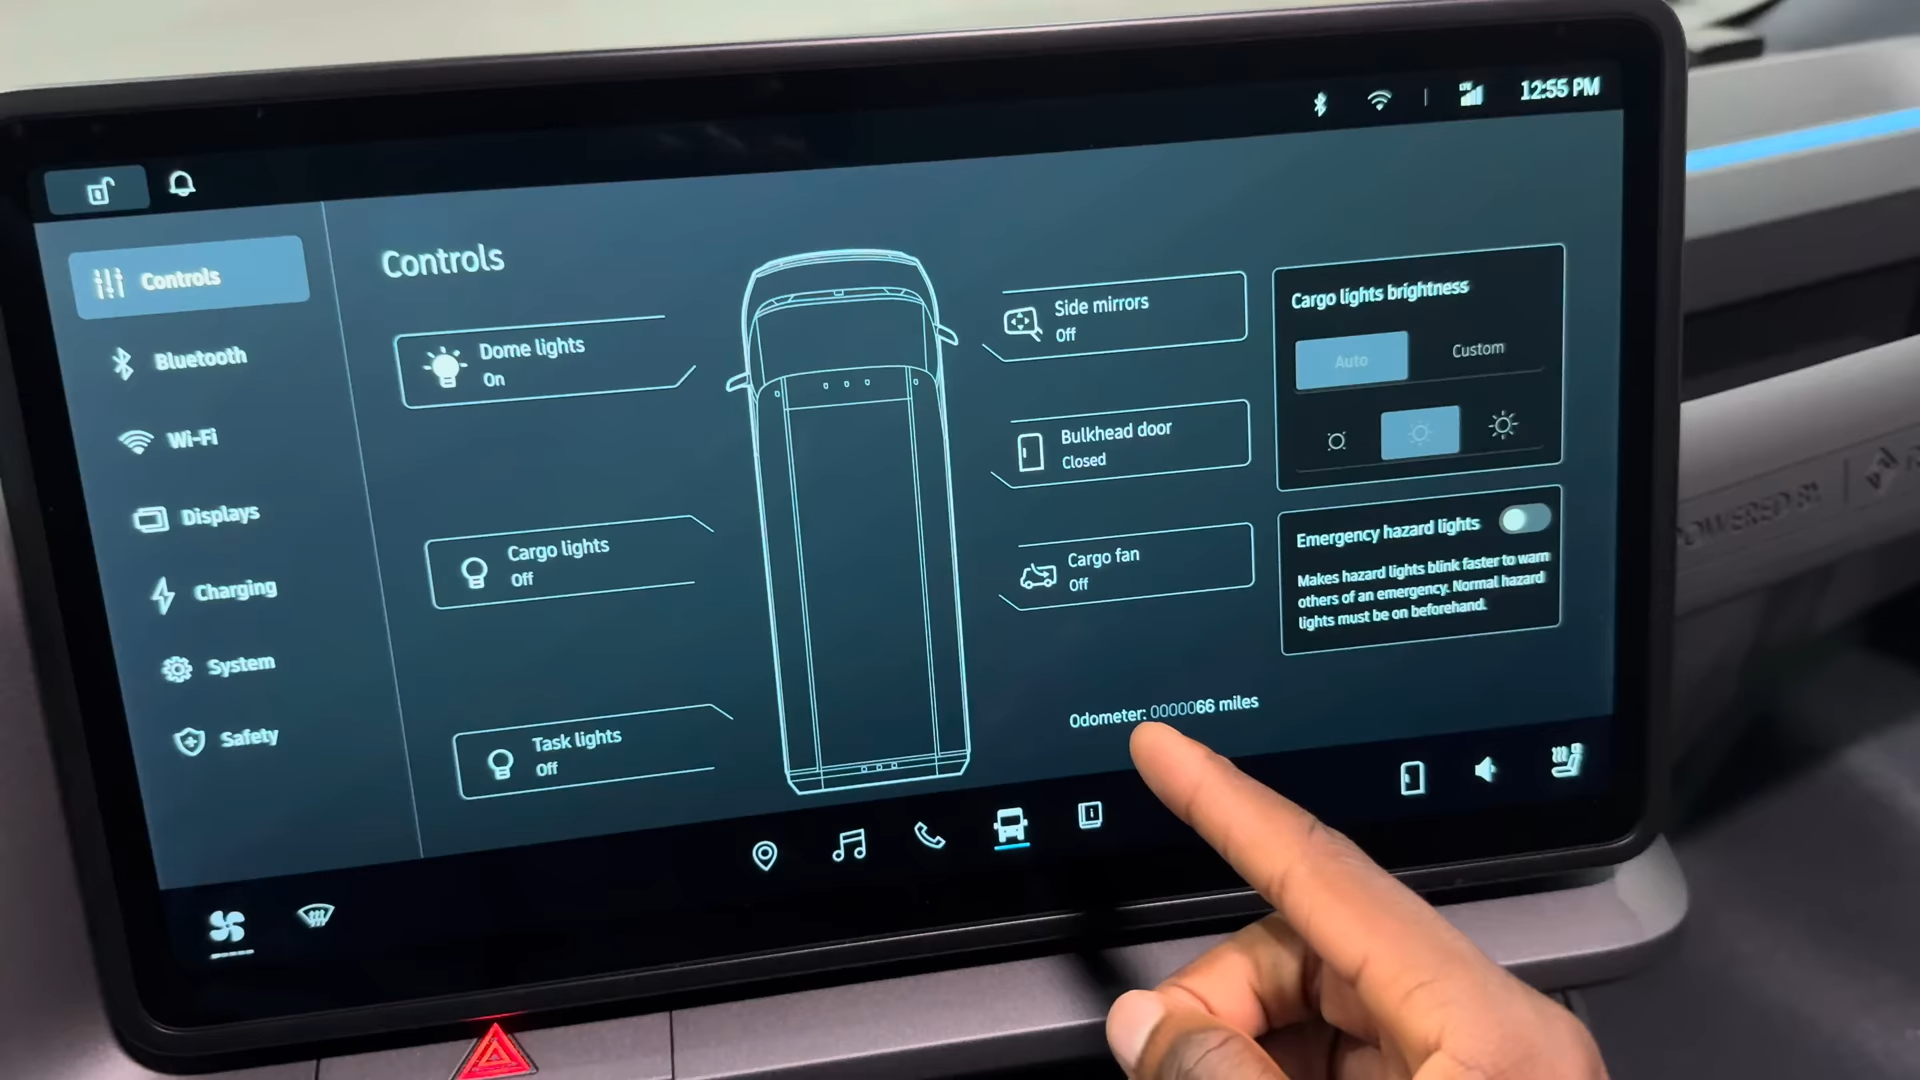 LTE
12:55 PM
Controls
Bluetooth
Wi-Fi
Displays
Charging
System
Safety
Controls
Dome lights
On
Cargo lights
Off
Task lights
Off
Side mirrors
Off
Bulkhead door
Closed
Cargo fan
Off
Odometer: 0000066 miles
Cargo lights brightness
Auto
Custom
Emergency hazard lights
Makes hazard lights blink faster to warn
others of an emergency. Normal hazard
lights must be on beforehand.
POWERED BY